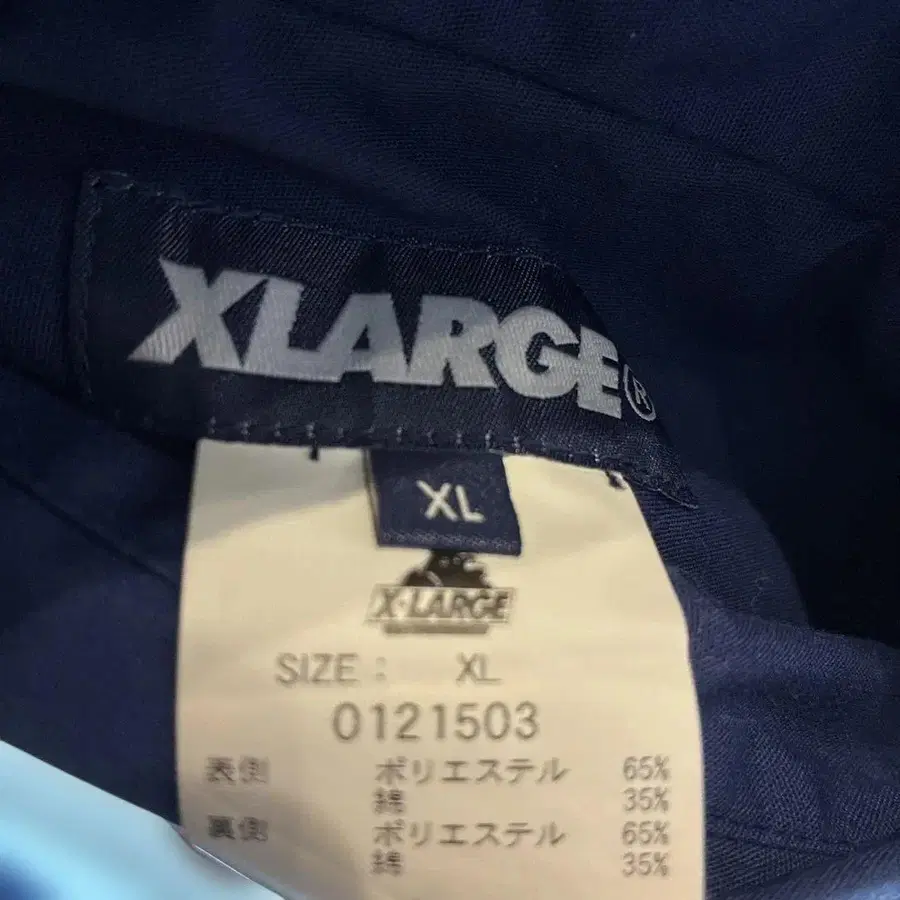 XLARGE®
XL
X-LARGE
SIZE : XL
0121503
表側 ポリエステル 65%
綿 35%
裏側 ポリエステル 65%
綿 35%